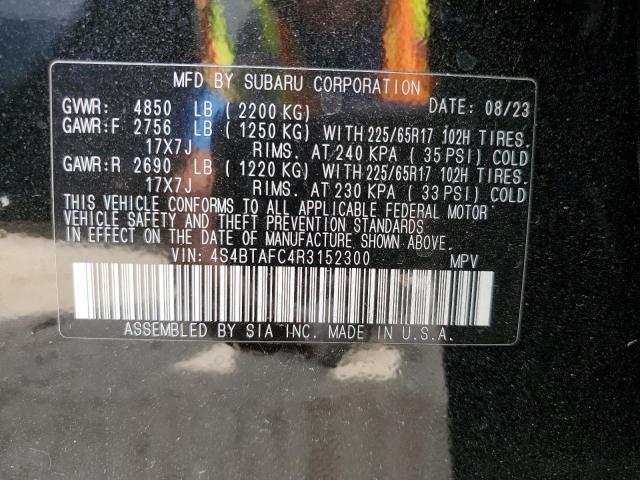 MFD BY SUBARU CORPORATION
GVWR: 4850 LB (2200 KG) DATE: 08/23
GAWR:F 2756 LB (1250 KG) WITH 225/65R17 102H TIRES.
17X7J RIMS. AT 240 KPA (35 PSI) COLD
GAWR:R 2690 LB (1220 KG) WITH 225/65R17 102H TIRES.
17X7J RIMS. AT 230 KPA (33 PSI) COLD
THIS VEHICLE CONFORMS TO ALL APPLICABLE FEDERAL MOTOR
VEHICLE SAFETY AND THEFT PREVENTION STANDARDS
IN EFFECT ON THE DATE OF MANUFACTURE SHOWN ABOVE.
VIN: 4S4BTAFC4R3152300 MPV
ASSEMBLED BY SIA INC. MADE IN U.S.A.